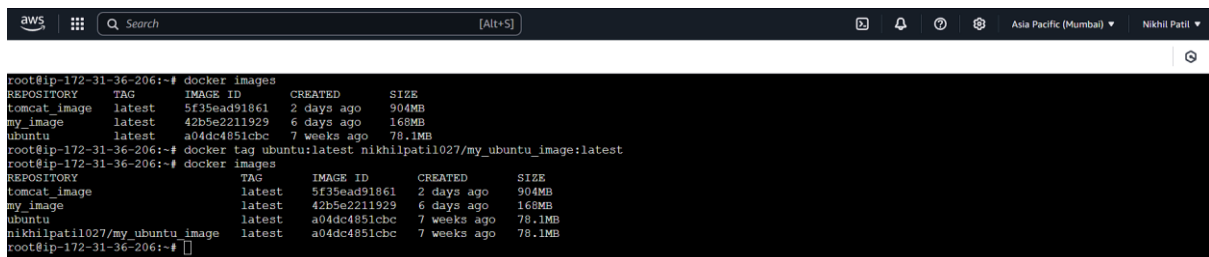 aws Search [Alt+S] Asia Pacific (Mumbai) ▼ Nikhil Patil ▼
root@ip-172-31-36-206:~# docker images
REPOSITORY TAG IMAGE ID CREATED SIZE
tomcat_image latest 5f35ead91861 2 days ago 904MB
my_image latest 42b5e2211929 6 days ago 168MB
ubuntu latest a04dc4851cbc 7 weeks ago 78.1MB
root@ip-172-31-36-206:~# docker tag ubuntu:latest nikhilpatil027/my_ubuntu_image:latest
root@ip-172-31-36-206:~# docker images
REPOSITORY TAG IMAGE ID CREATED SIZE
tomcat_image latest 5f35ead91861 2 days ago 904MB
my_image latest 42b5e2211929 6 days ago 168MB
ubuntu latest a04dc4851cbc 7 weeks ago 78.1MB
nikhilpatil027/my_ubuntu_image latest a04dc4851cbc 7 weeks ago 78.1MB
root@ip-172-31-36-206:~#